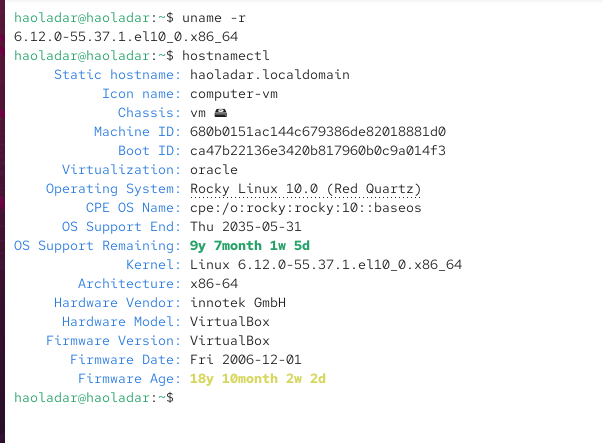 haoladar@haoladar:~$ uname -r
6.12.0-55.37.1.el10_0.x86_64
haoladar@haoladar:~$ hostnamectl
Static hostname: haoladar.localdomain
Icon name: computer-vm
Chassis: vm 🖴
Machine ID: 680b0151ac144c679386de82018881d0
Boot ID: ca47b22136e3420b817960b0c9a014f3
Virtualization: oracle
Operating System: Rocky Linux 10.0 (Red Quartz)
CPE OS Name: cpe:/o:rocky:rocky:10::baseos
OS Support End: Thu 2035-05-31
OS Support Remaining: 9y 7month 1w 5d
Kernel: Linux 6.12.0-55.37.1.el10_0.x86_64
Architecture: x86-64
Hardware Vendor: innotek GmbH
Hardware Model: VirtualBox
Firmware Version: VirtualBox
Firmware Date: Fri 2006-12-01
Firmware Age: 18y 10month 2w 2d
haoladar@haoladar:~$